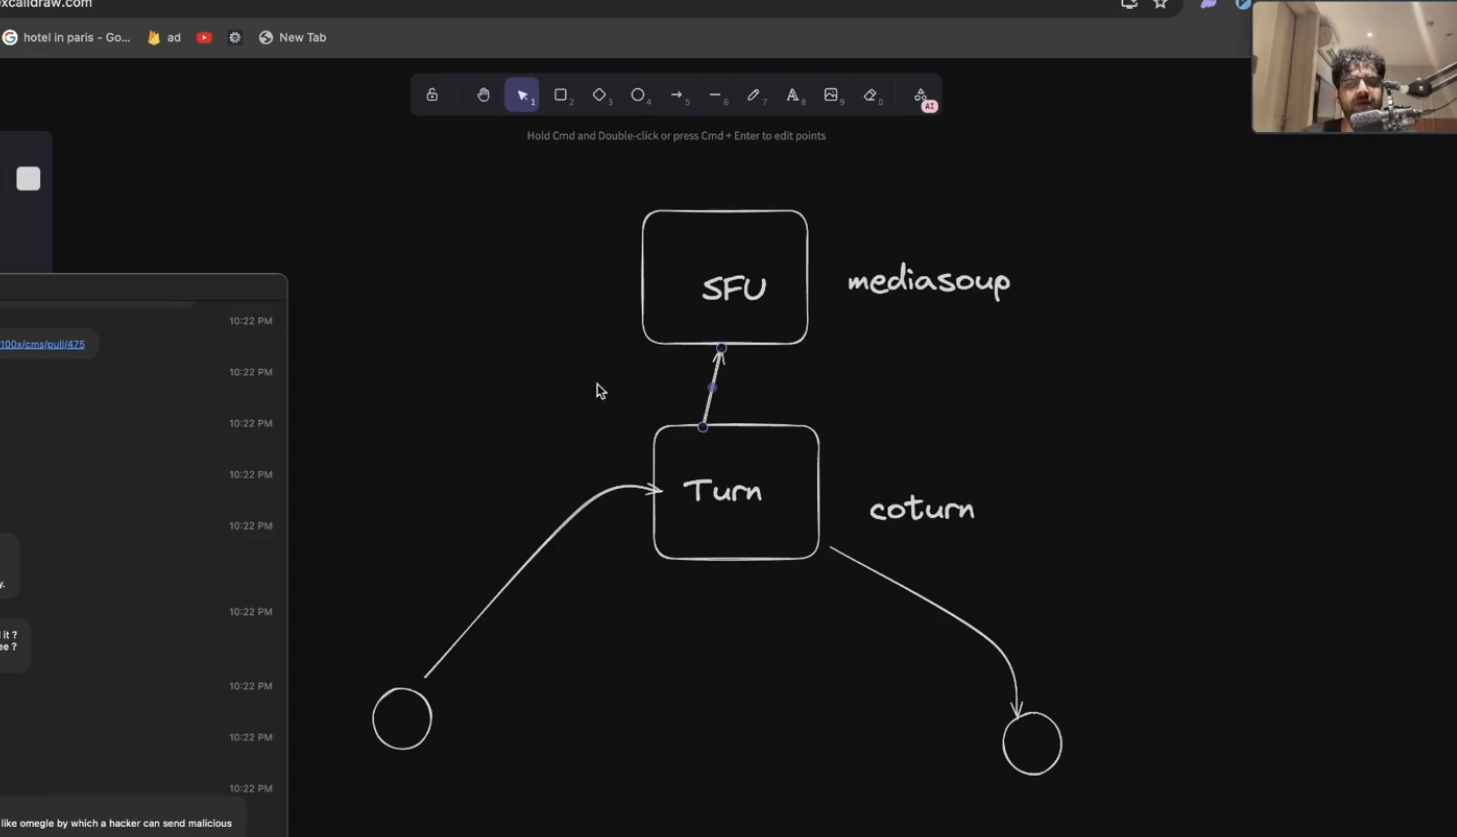 excalidraw.com
hotel in paris - Go...
ad
New Tab
1
2
3
4
5
6
7
A
8
9
0
AI
Hold Cmd and Double-click or press Cmd + Enter to edit points
SFU
mediasoup
10:22 PM
100x/cms/pull/475
10:22 PM
10:22 PM
10:22 PM
Turn
coturn
10:22 PM
y.
10:22 PM
it ?
ee ?
10:22 PM
10:22 PM
10:22 PM
like omegle by which a hacker can send malicious